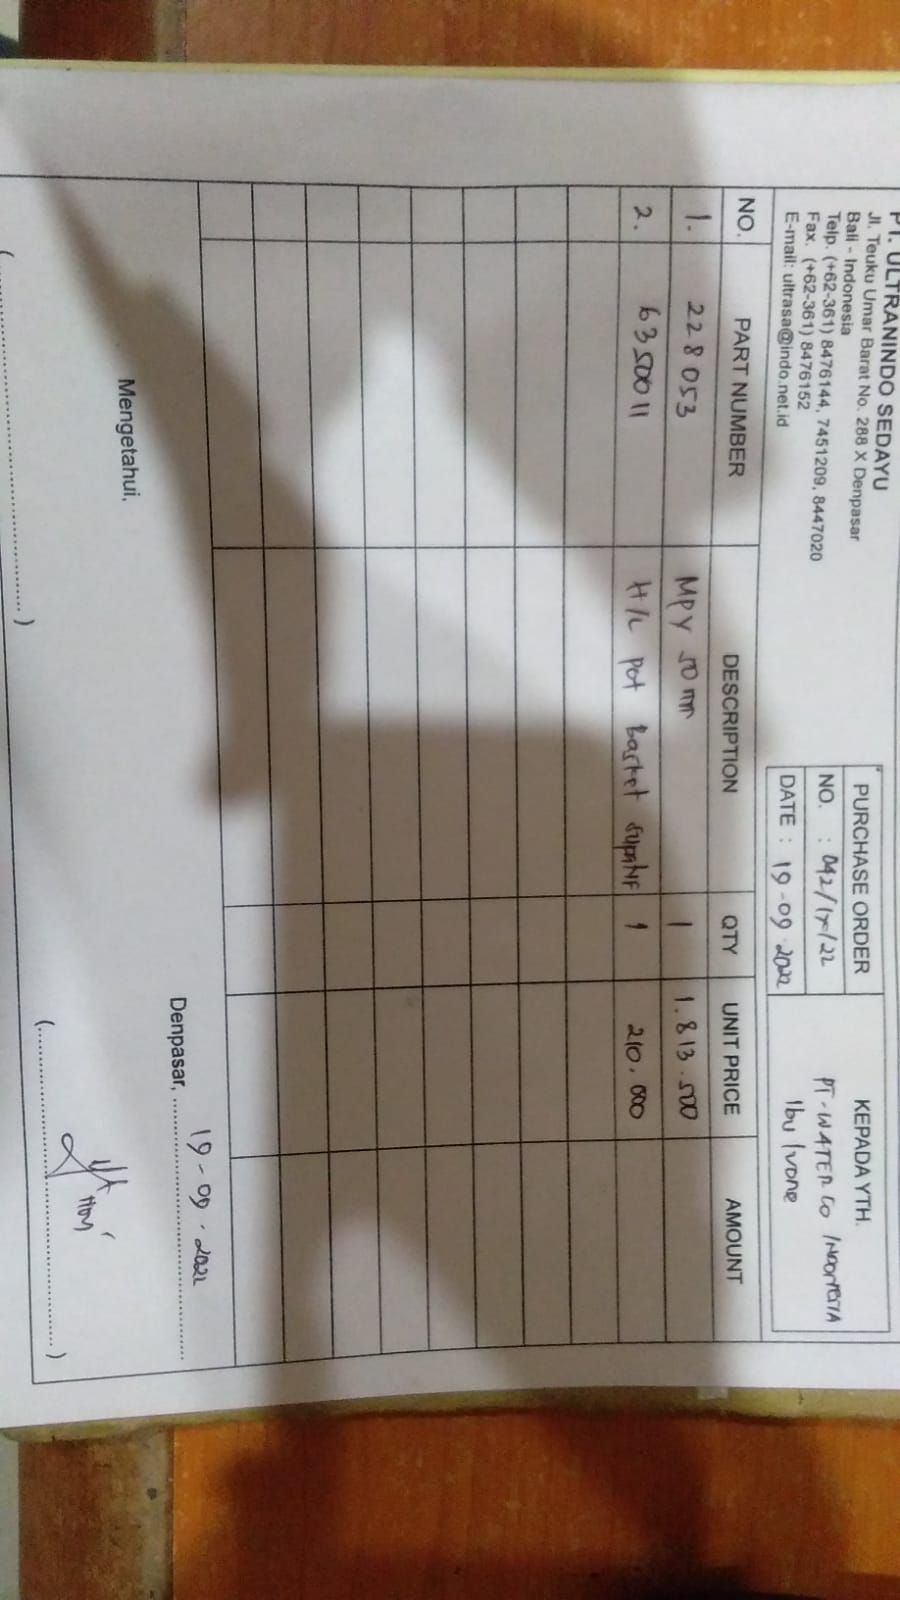 PT. ULTRANINDO SEDAYU
Jl. Teuku Umar Barat No. 288 X Denpasar
Bali - Indonesia
Telp. (+62-361) 8476144, 7451209, 8447020
Fax. (+62-361) 8476152
E-mail: ultrasa@indo.net.id
PURCHASE ORDER
NO. : 042/IX/22
DATE : 19-09-2022
KEPADA YTH.
PT. WATER CO INDONESIA
Ibu Ivone
NO. PART NUMBER DESCRIPTION QTY UNIT PRICE AMOUNT
1. 228053 MPV 50 mm 1 1.813.500
2. 6350011 H/L pot basket 1 210.000
Denpasar, 19-09-2022
Mengetahui,
(.....................................)
(.....................................)